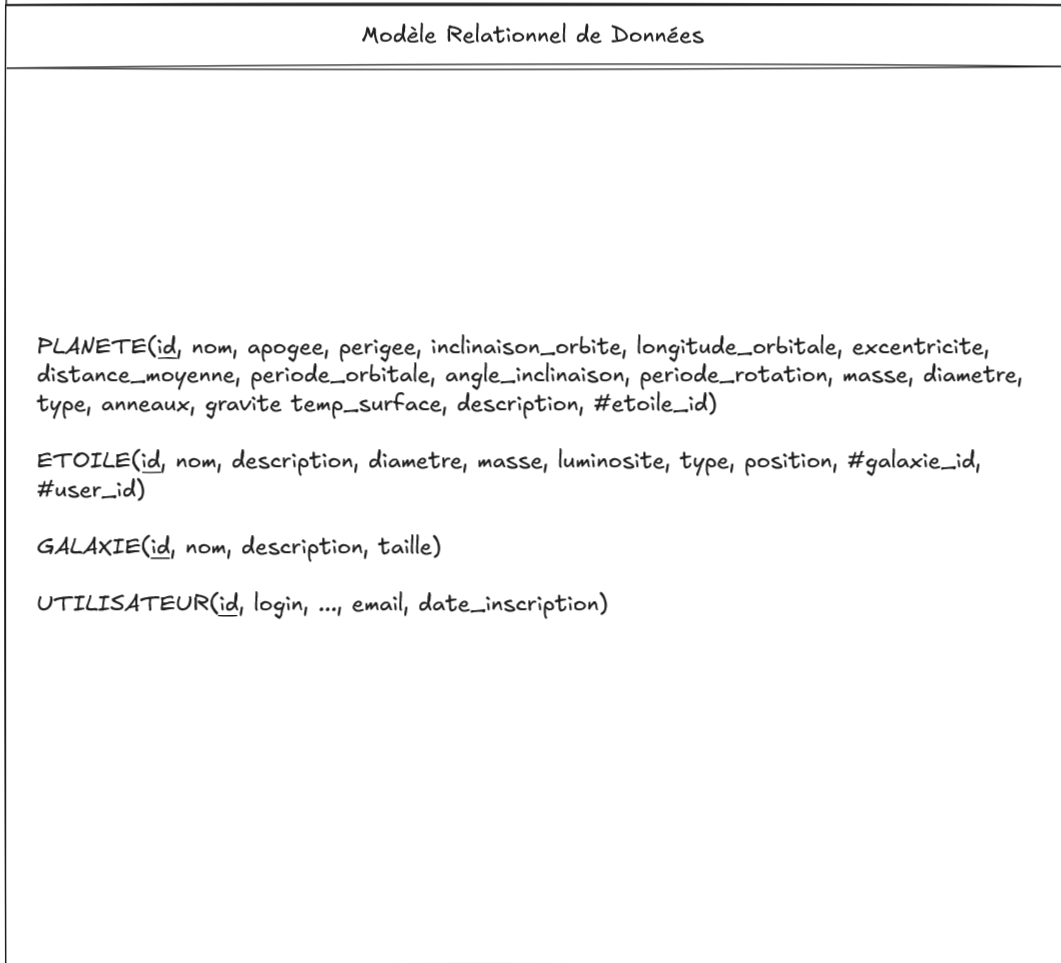 Modèle Relationnel de Données
PLANETE(id, nom, apogee, perigee, inclinaison_orbite, longitude_orbitale, excentricite,
distance_moyenne, periode_orbitale, angle_inclinaison, periode_rotation, masse, diametre,
type, anneaux, gravite temp_surface, description, #etoile_id)
ETOILE(id, nom, description, diametre, masse, luminosite, type, position, #galaxie_id,
#user_id)
GALAXIE(id, nom, description, taille)
UTILISATEUR(id, login, ..., email, date_inscription)